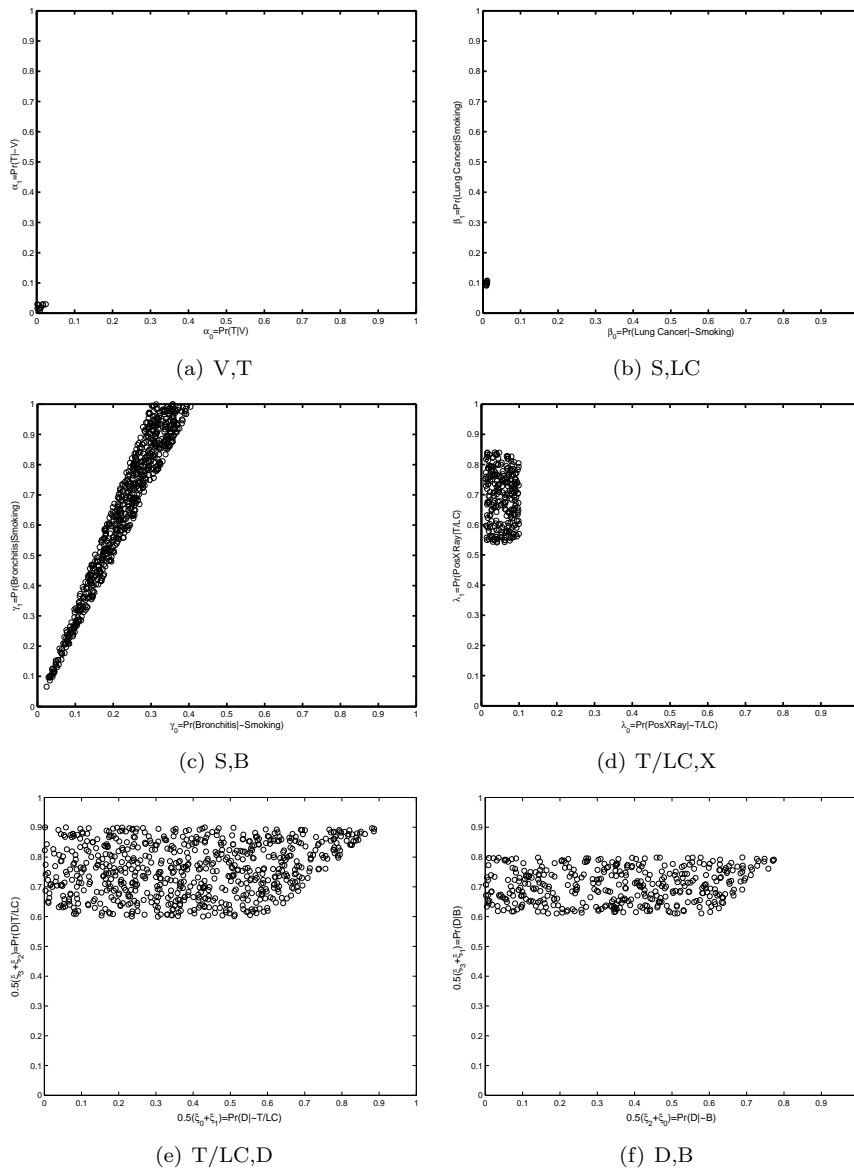 1
0.9
0.8
0.7
0.6
0.5
0.4
0.3
0.2
0.1
0
α₁=Pr(T|~V)
0 0.1 0.2 0.3 0.4 0.5 0.6 0.7 0.8 0.9 1
α₀=Pr(T|V)
(a) V,T
1
0.9
0.8
0.7
0.6
0.5
0.4
0.3
0.2
0.1
0
β₁=Pr(Lung Cancer|Smoking)
0 0.1 0.2 0.3 0.4 0.5 0.6 0.7 0.8 0.9
β₀=Pr(Lung Cancer|~Smoking)
(b) S,LC
1
0.9
0.8
0.7
0.6
0.5
0.4
0.3
0.2
0.1
0
γ₁=Pr(Bronchitis|Smoking)
0 0.1 0.2 0.3 0.4 0.5 0.6 0.7 0.8 0.9 1
γ₀=Pr(Bronchitis|~Smoking)
(c) S,B
1
0.9
0.8
0.7
0.6
0.5
0.4
0.3
0.2
0.1
0
λ₁=Pr(PosXRay|T/LC)
0 0.1 0.2 0.3 0.4 0.5 0.6 0.7 0.8 0.9
λ₀=Pr(PosXRay|~T/LC)
(d) T/LC,X
1
0.9
0.8
0.7
0.6
0.5
0.4
0.3
0.2
0.1
0
0.5(ξ₃+ξ₂)=Pr(D|T/LC)
0 0.1 0.2 0.3 0.4 0.5 0.6 0.7 0.8 0.9 1
0.5(ξ₀+ξ₁)=Pr(D|~T/LC)
(e) T/LC,D
1
0.9
0.8
0.7
0.6
0.5
0.4
0.3
0.2
0.1
0
0.5(ξ₃+ξ₁)=Pr(D|B)
0 0.1 0.2 0.3 0.4 0.5 0.6 0.7 0.8 0.9
0.5(ξ₂+ξ₀)=Pr(D|~B)
(f) D,B